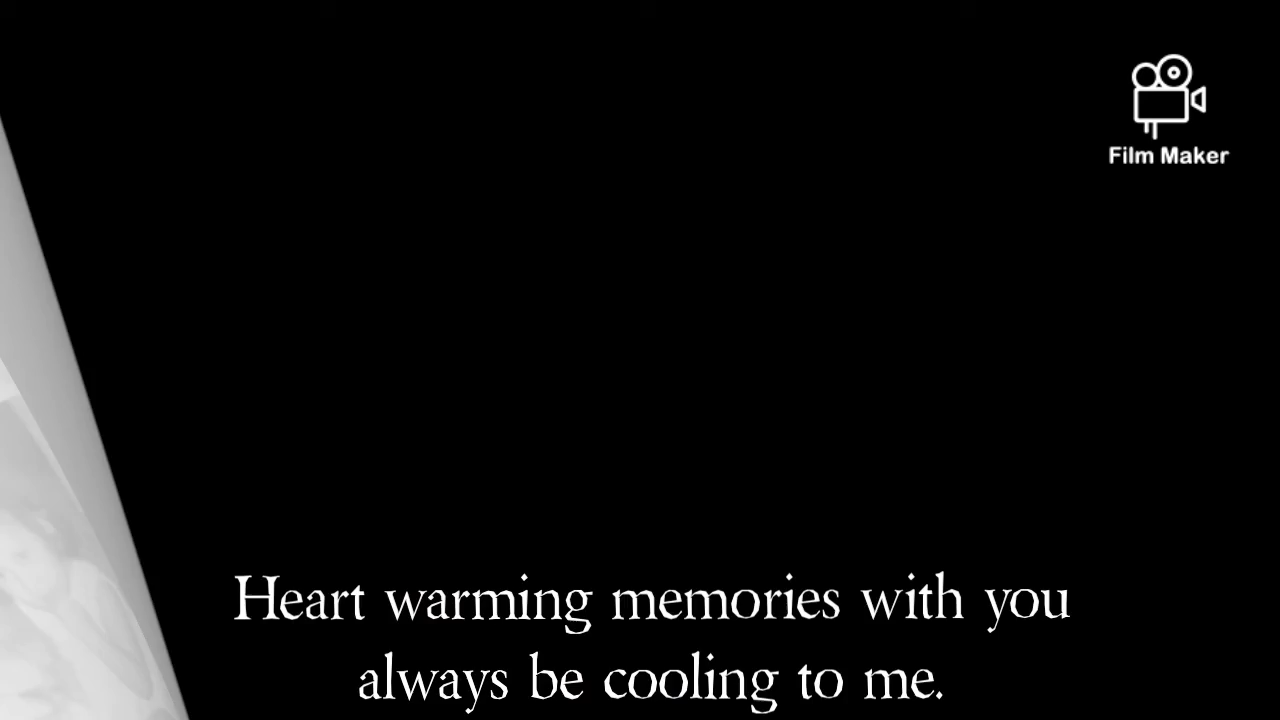 Film Maker
Heart warming memories with you
always be cooling to me.